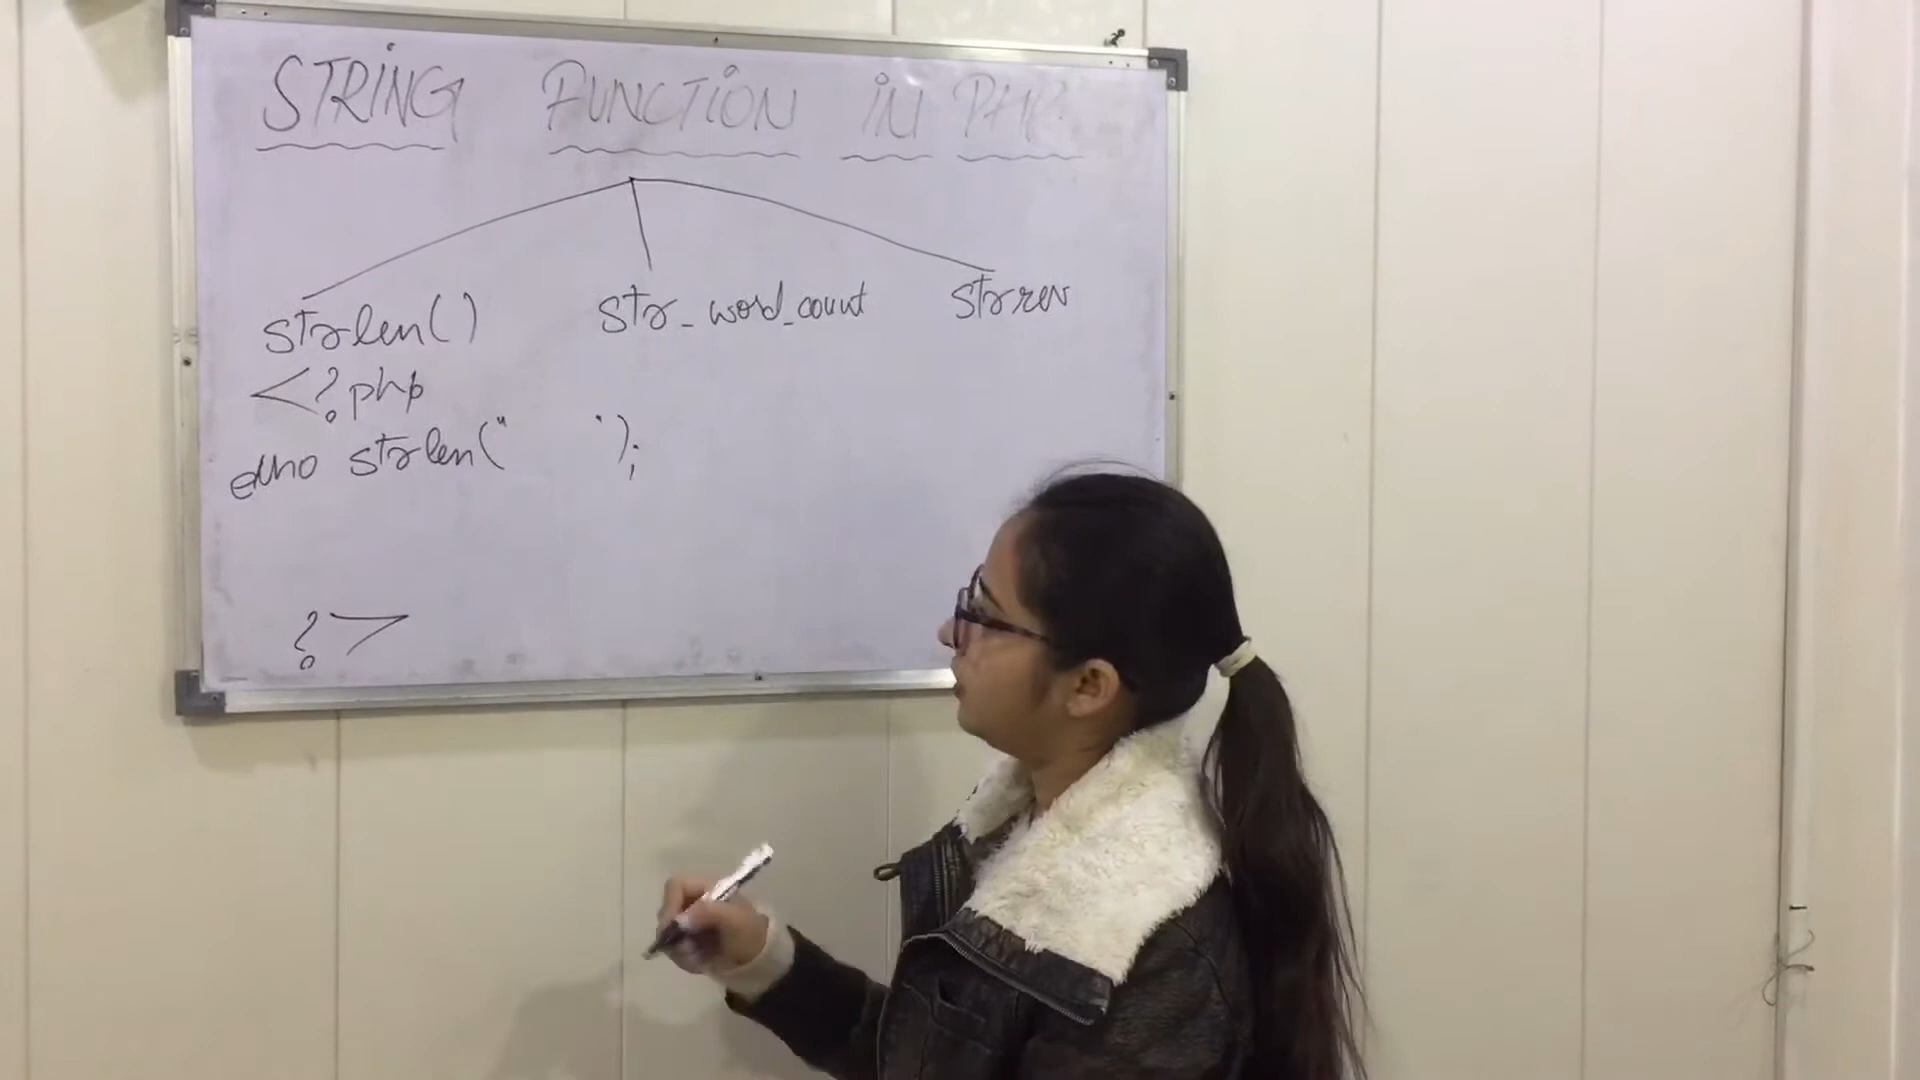 STRING FUNCTION IN PHP
strlen() str_word_count strrev
<?php
echo strlen(" ");
?>